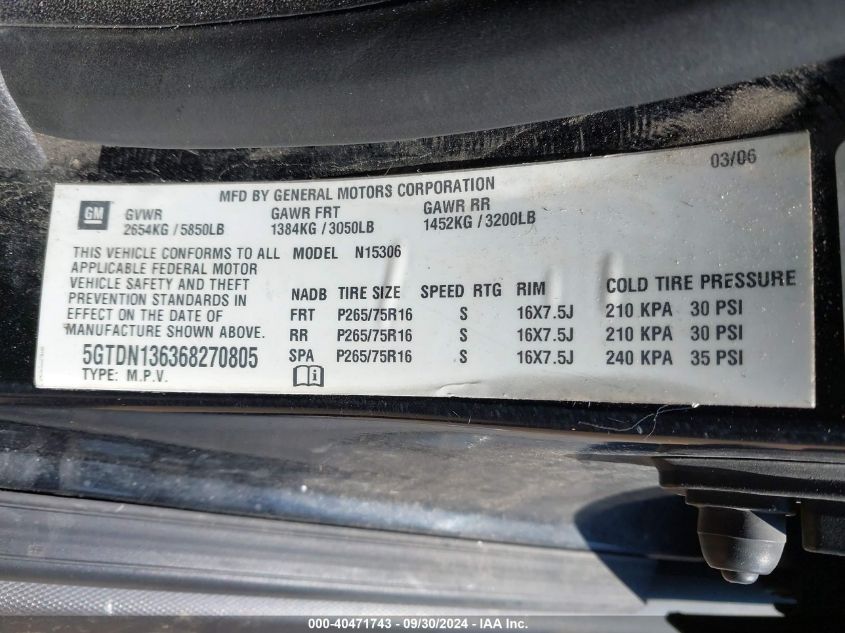 03/06
MFD BY GENERAL MOTORS CORPORATION
GM
GVWR GAWR FRT GAWR RR
2654KG / 5850LB 1384KG / 3050LB 1452KG / 3200LB
THIS VEHICLE CONFORMS TO ALL
APPLICABLE FEDERAL MOTOR
VEHICLE SAFETY AND THEFT
PREVENTION STANDARDS IN
EFFECT ON THE DATE OF
MANUFACTURE SHOWN ABOVE.
5GTDN136368270805
TYPE: M.P.V.
MODEL N15306
NADB TIRE SIZE SPEED RTG RIM COLD TIRE PRESSURE
FRT P265/75R16 S 16X7.5J 210 KPA 30 PSI
RR P265/75R16 S 16X7.5J 210 KPA 30 PSI
SPA P265/75R16 S 16X7.5J 240 KPA 35 PSI
000-40471743 - 09/30/2024 - IAA Inc.